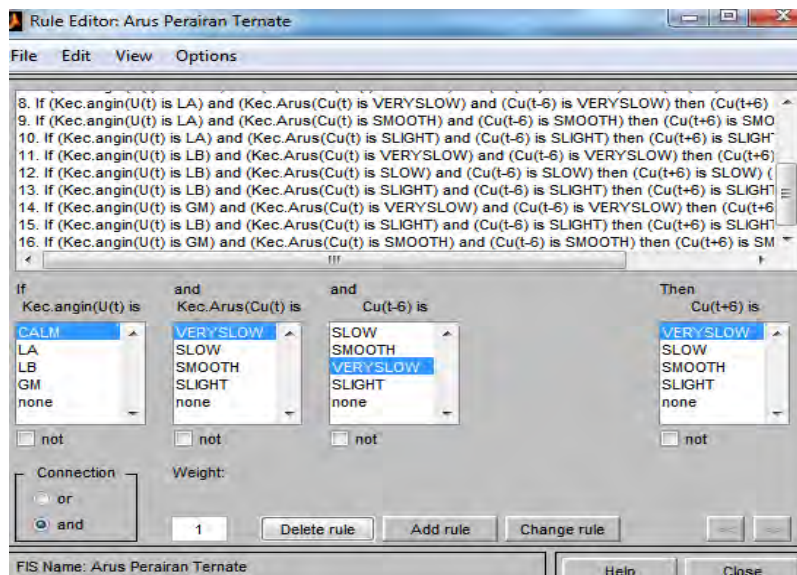 Rule Editor: Arus Perairan Ternate
File Edit View Options
8. If (Kec.angin(U(t) is LA) and (Kec.Arus(Cu(t) is VERYSLOW) and (Cu(t-6) is VERYSLOW) then (Cu(t+6)
9. If (Kec.angin(U(t) is LA) and (Kec.Arus(Cu(t) is SMOOTH) and (Cu(t-6) is SMOOTH) then (Cu(t+6) is SMO
10. If (Kec.angin(U(t) is LA) and (Kec.Arus(Cu(t) is SLIGHT) and (Cu(t-6) is SLIGHT) then (Cu(t+6) is SLIGHT
11. If (Kec.angin(U(t) is LB) and (Kec.Arus(Cu(t) is VERYSLOW) and (Cu(t-6) is VERYSLOW) then (Cu(t+6)
12. If (Kec.angin(U(t) is LB) and (Kec.Arus(Cu(t) is SLOW) and (Cu(t-6) is SLOW) then (Cu(t+6) is SLOW) (
13. If (Kec.angin(U(t) is LB) and (Kec.Arus(Cu(t) is SLIGHT) and (Cu(t-6) is SLIGHT) then (Cu(t+6) is SLIGHT
14. If (Kec.angin(U(t) is GM) and (Kec.Arus(Cu(t) is VERYSLOW) and (Cu(t-6) is VERYSLOW) then (Cu(t+6
15. If (Kec.angin(U(t) is LB) and (Kec.Arus(Cu(t) is SLIGHT) and (Cu(t-6) is SLIGHT) then (Cu(t+6) is SLIGHT
16. If (Kec.angin(U(t) is GM) and (Kec.Arus(Cu(t) is SMOOTH) and (Cu(t-6) is SMOOTH) then (Cu(t+6) is SM
If and and Then
Kec.angin(U(t) is Kec.Arus(Cu(t) is Cu(t-6) is Cu(t+6) is
CALM VERYSLOW SLOW VERYSLOW
LA SLOW SMOOTH SLOW
LB SMOOTH VERYSLOW SMOOTH
GM SLIGHT SLIGHT SLIGHT
none none none none
not not not not
Connection Weight:
or
and 1 Delete rule Add rule Change rule << >>
FIS Name: Arus Perairan Ternate Help Close